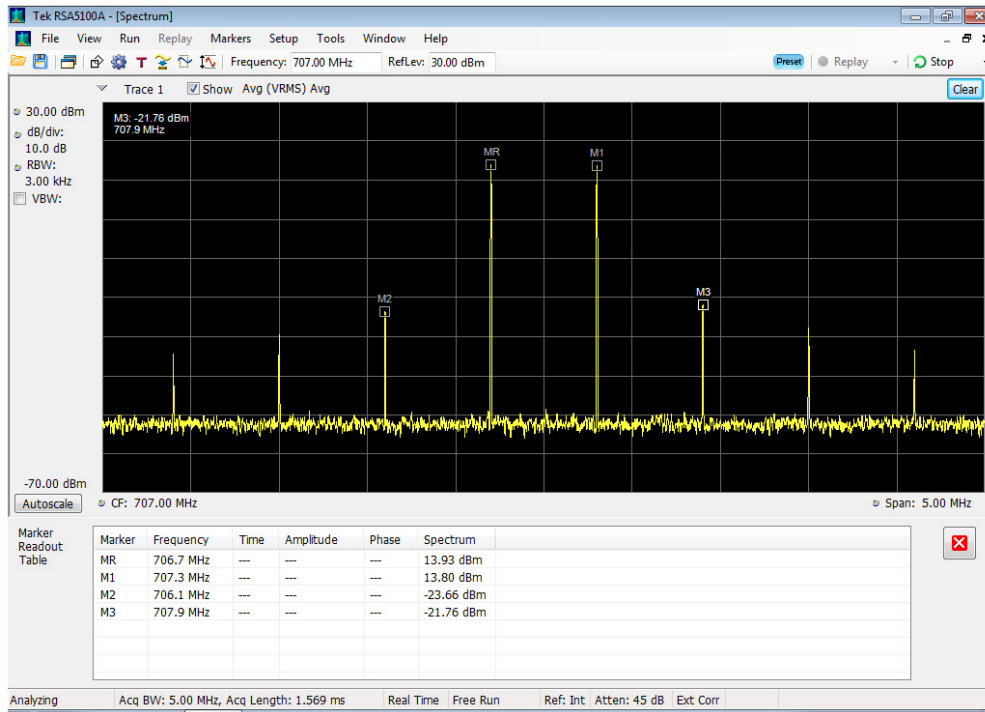 Tek RSA5100A - [Spectrum]
File View Run Replay Markers Setup Tools Window Help
T Frequency: 707.00 MHz RefLev: 30.00 dBm Preset Replay Stop
Trace 1 Show Avg (VRMS) Avg Clear
30.00 dBm
dB/div:
10.0 dB
RBW:
3.00 kHz
VBW:
M3: -21.76 dBm
707.9 MHz
MR M1
M2 M3
-70.00 dBm
Autoscale CF: 707.00 MHz Span: 5.00 MHz
Marker
Readout
Table
Marker Frequency Time Amplitude Phase Spectrum
MR 706.7 MHz --- --- --- 13.93 dBm
M1 707.3 MHz --- --- --- 13.80 dBm
M2 706.1 MHz --- --- --- -23.66 dBm
M3 707.9 MHz --- --- --- -21.76 dBm
Analyzing Acq BW: 5.00 MHz, Acq Length: 1.569 ms Real Time Free Run Ref: Int Atten: 45 dB Ext Corr